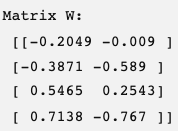 Matrix W:
[[-0.2049 -0.009 ]
[-0.3871 -0.589 ]
[ 0.5465  0.2543]
[ 0.7138 -0.767 ]]